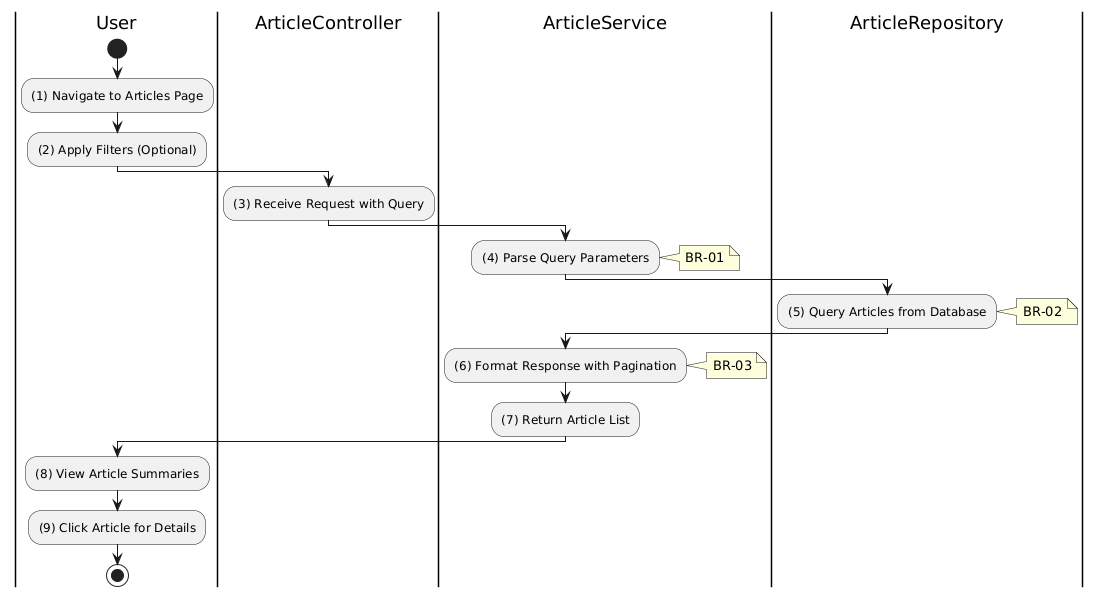 User
ArticleController
ArticleService
ArticleRepository
(1) Navigate to Articles Page
(2) Apply Filters (Optional)
(3) Receive Request with Query
(4) Parse Query Parameters
BR-01
(5) Query Articles from Database
BR-02
(6) Format Response with Pagination
BR-03
(7) Return Article List
(8) View Article Summaries
(9) Click Article for Details